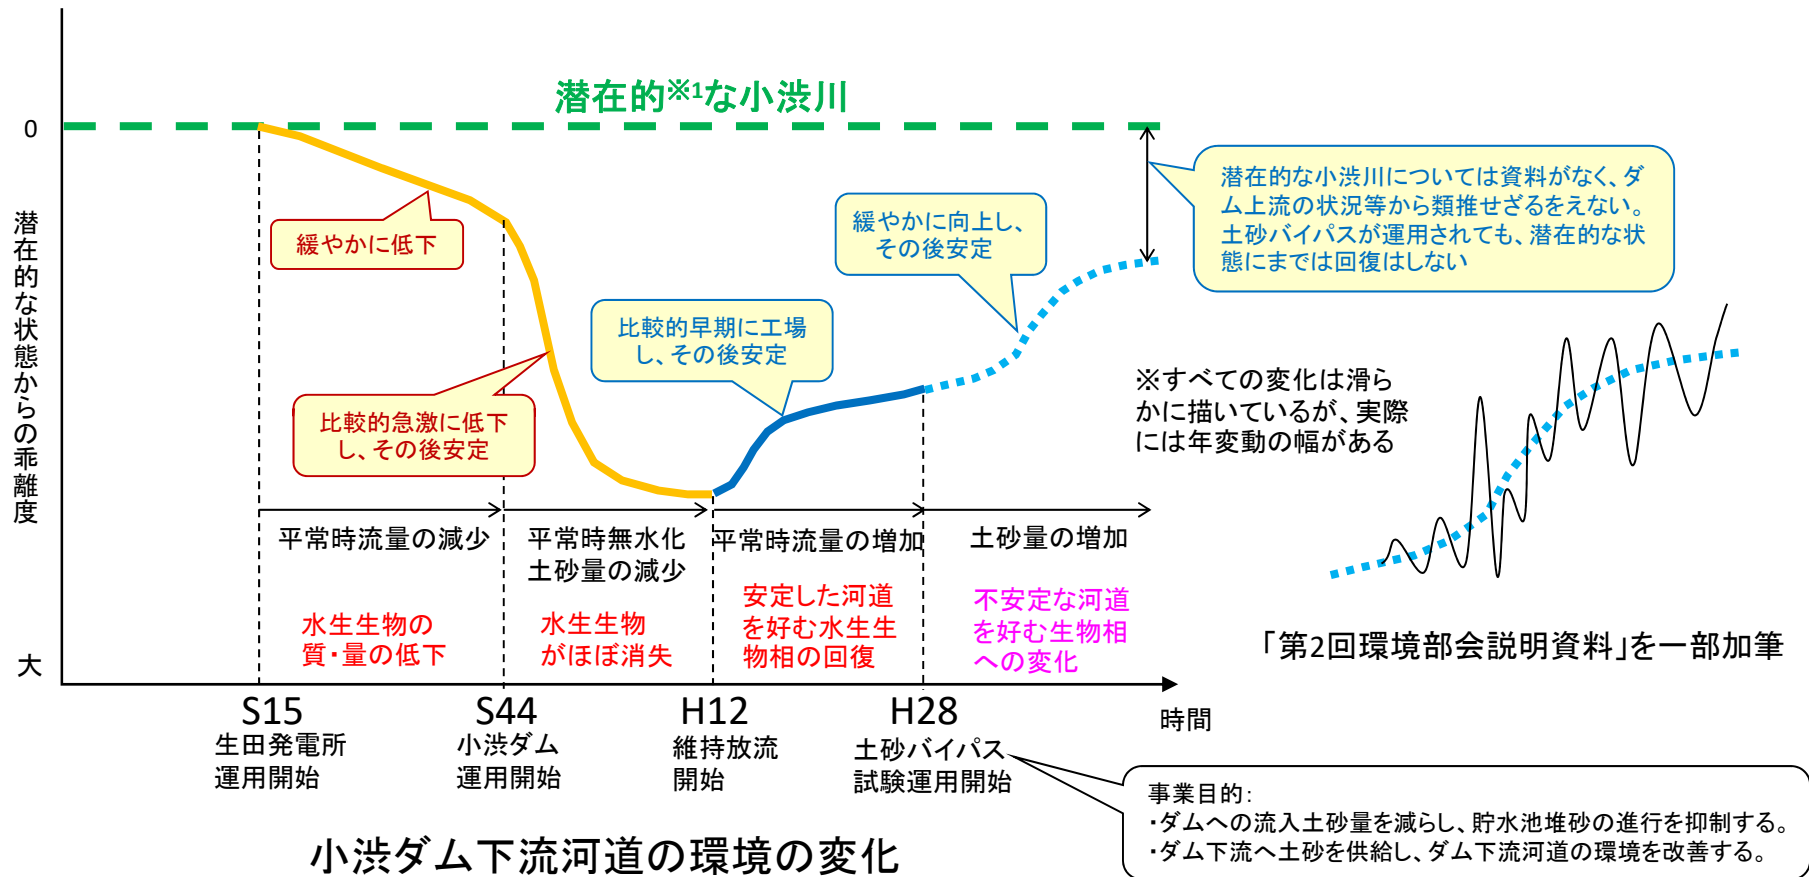 潜在的※1な小渋川
0
潜在的な状態からの乖離度
大
緩やかに低下
比較的急激に低下
し、その後安定
比較的早期に工場
し、その後安定
緩やかに向上し、
その後安定
潜在的な小渋川については資料がなく、ダ
ム上流の状況等から類推せざるをえない。
土砂バイパスが運用されても、潜在的な状
態にまでは回復はしない
※すべての変化は滑ら
かに描いているが、実際
には年変動の幅がある
平常時流量の減少
平常時無水化
土砂量の減少
平常時流量の増加
土砂量の増加
水生生物の
質・量の低下
水生生物
がほぼ消失
安定した河道
を好む水生生
物相の回復
不安定な河道
を好む生物相
への変化
「第2回環境部会説明資料」を一部加筆
S15
生田発電所
運用開始
S44
小渋ダム
運用開始
H12
維持放流
開始
H28
土砂バイパス
試験運用開始
時間
事業目的:
・ダムへの流入土砂量を減らし、貯水池堆砂の進行を抑制する。
・ダム下流へ土砂を供給し、ダム下流河道の環境を改善する。
小渋ダム下流河道の環境の変化